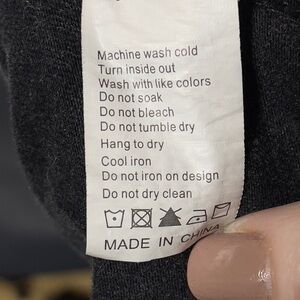 Machine wash cold
Turn inside out
Wash with like colors
Do not soak
Do not bleach
Do not tumble dry
Hang to dry
Cool iron
Do not iron on design
Do not dry clean
MADE IN CHINA